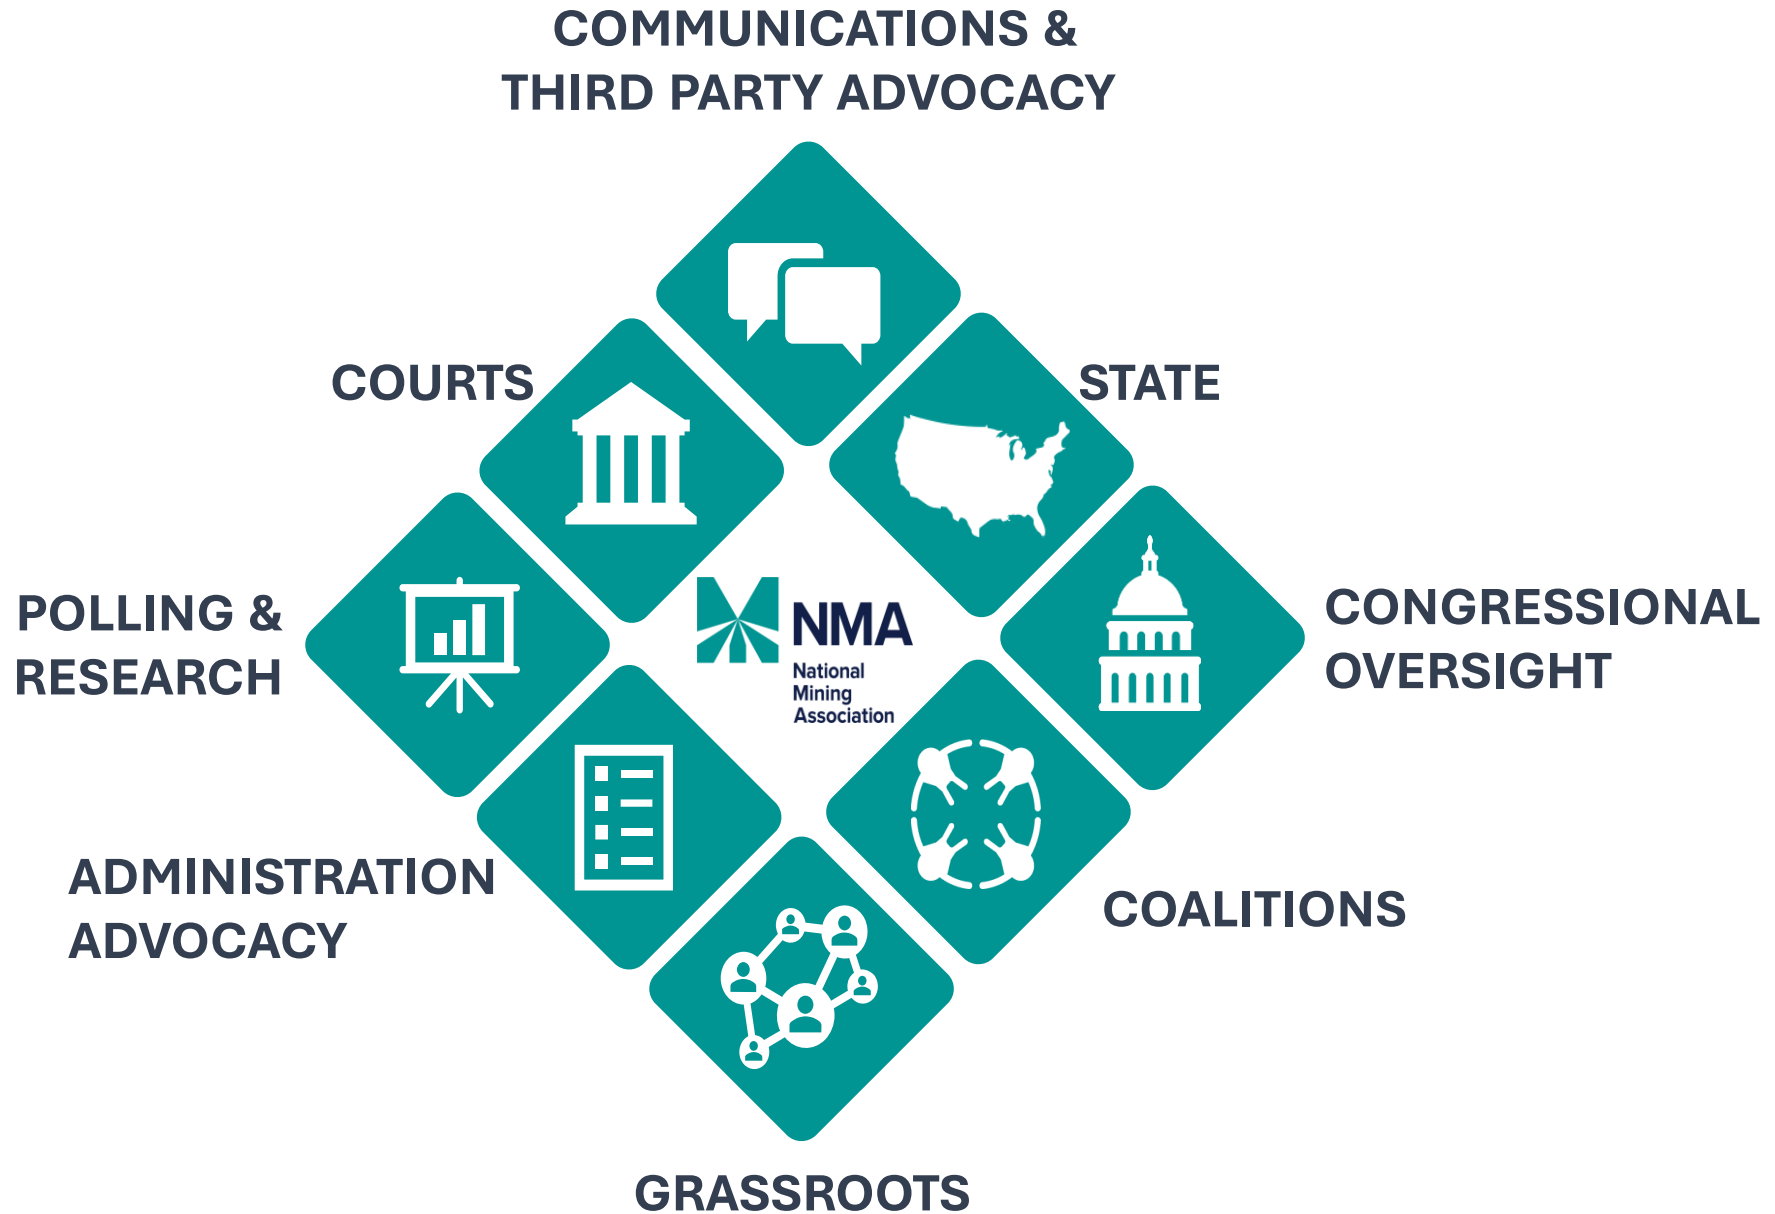 COMMUNICATIONS &
THIRD PARTY ADVOCACY
COURTS
STATE
POLLING &
RESEARCH
NMA
National
Mining
Association
CONGRESSIONAL
OVERSIGHT
ADMINISTRATION
ADVOCACY
COALITIONS
GRASSROOTS